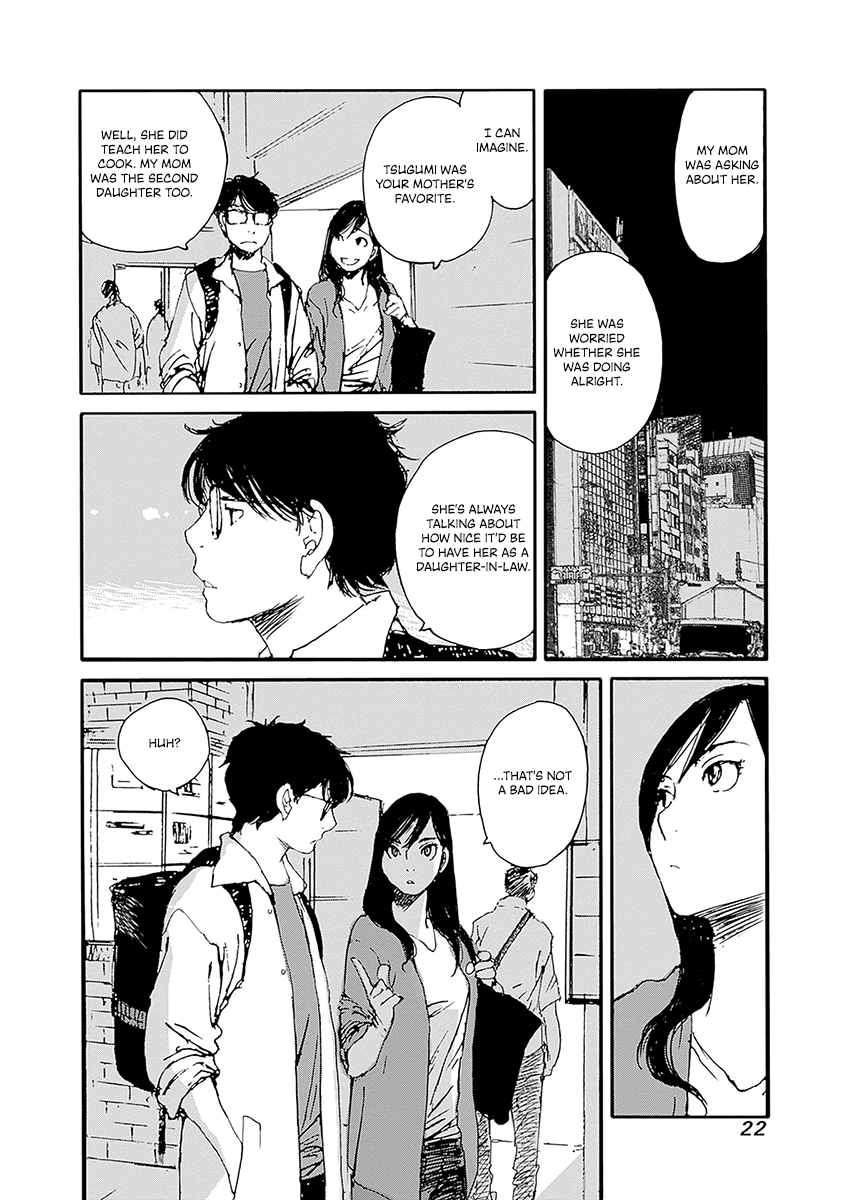 MY MOM
WAS ASKING
ABOUT HER.
SHE WAS
WORRIED
WHETHER SHE
WAS DOING
ALRIGHT.
I CAN
IMAGINE.
TSUGUMI WAS
YOUR MOTHER'S
FAVORITE.
WELL, SHE DID
TEACH HER TO
COOK. MY MOM
WAS THE SECOND
DAUGHTER TOO.
SHE'S ALWAYS
TALKING ABOUT
HOW NICE IT'D BE
TO HAVE HER AS A
DAUGHTER-IN-LAW.
...THAT'S NOT
A BAD IDEA.
HUH?
22